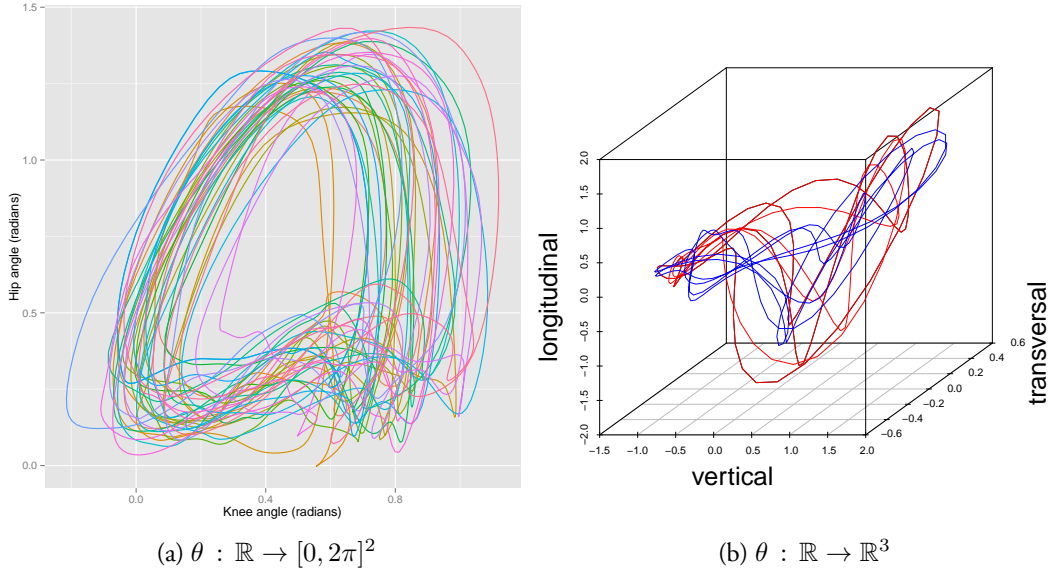 1.5
1.0
0.5
0.0
Hip angle (radians)
0.0 0.4 0.8
Knee angle (radians)
(a) θ : ℝ → [0, 2π]²
2.0
1.5
1.0
0.5
0.0
−0.5
−1.0
−1.5
−2.0
longitudinal
−1.5 −1.0 −0.5 0.0 0.5 1.0 1.5 2.0
vertical
0.6
0.4
0.2
0.0
−0.2
−0.4
−0.6
transversal
(b) θ : ℝ → ℝ³